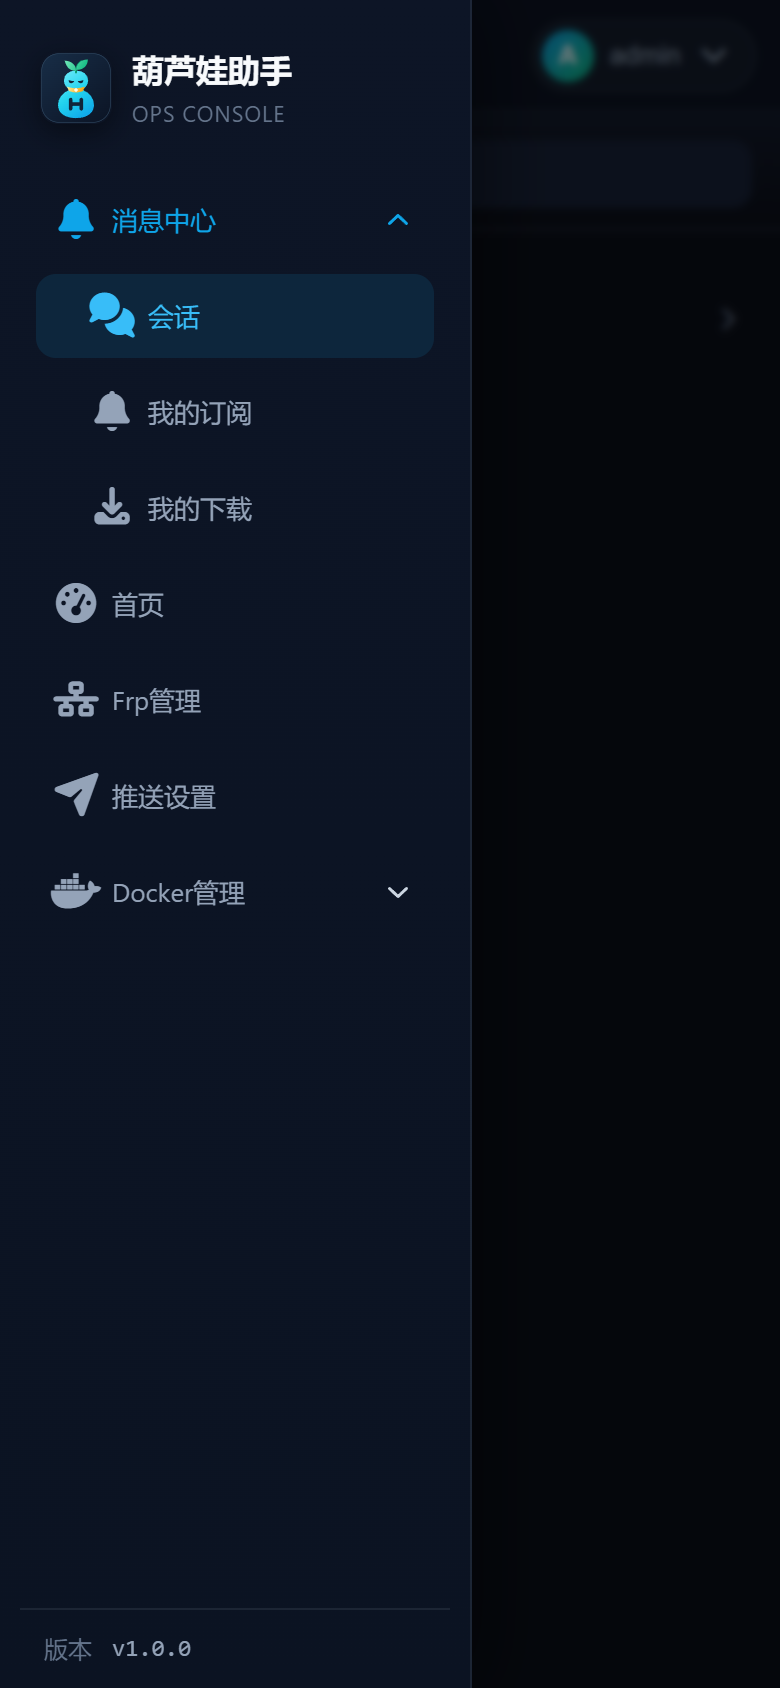 葫芦娃助手
OPS CONSOLE
A admin
消息中心
会话
我的订阅
我的下载
首页
Frp管理
推送设置
Docker管理
版本 v1.0.0